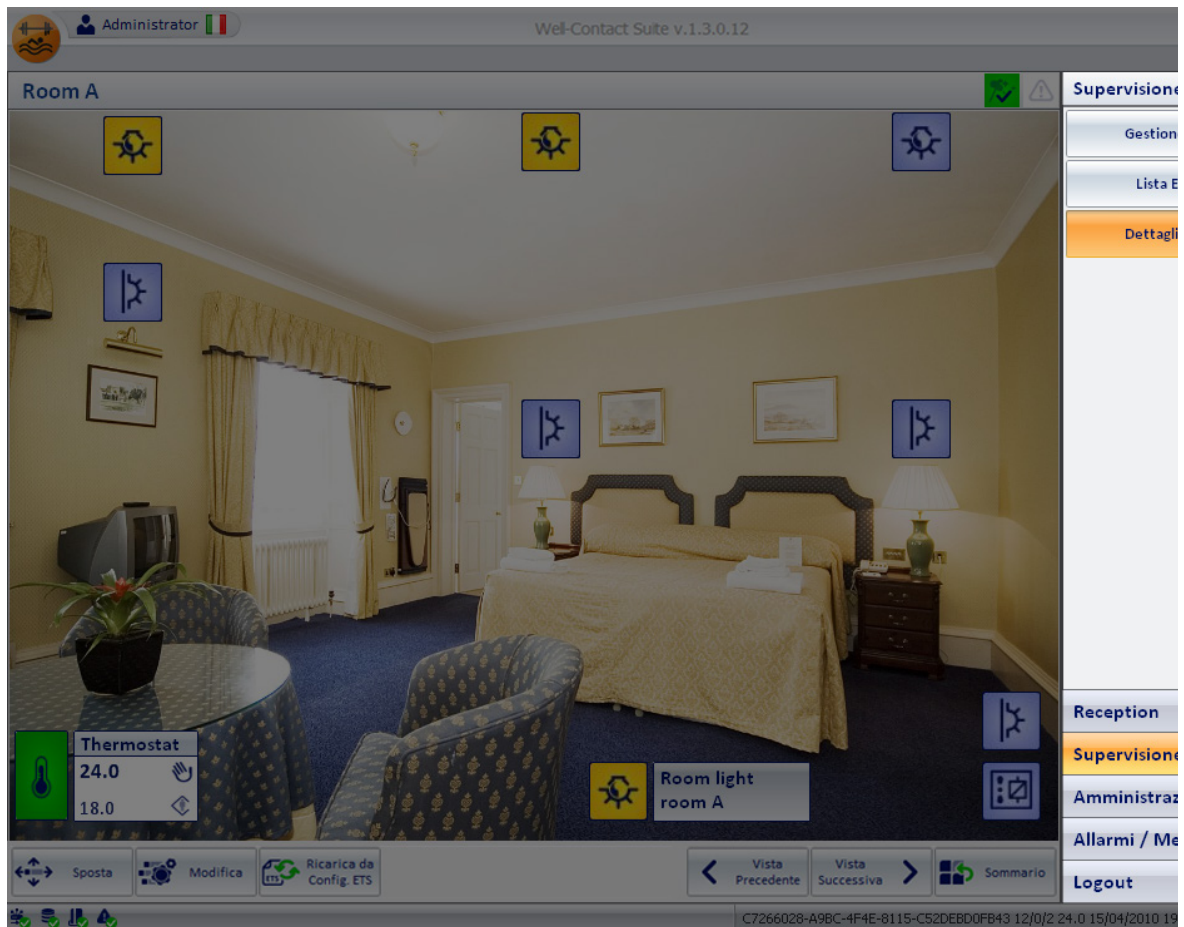 Administrator
Well-Contact Suite v.1.3.0.12
Room A
Supervisione
Gestion
Lista E
Dettagli
Thermostat
24.0
18.0
Room light
room A
Reception
Supervisione
Amministraz
Allarmi / Me
Logout
Sposta
Modifica
ETS
Ricarica da
Config. ETS
Vista
Precedente
Vista
Successiva
Sommario
C7266028-A9BC-4F4E-8115-C52DEBD0FB43 12/0/2 24.0 15/04/2010 19